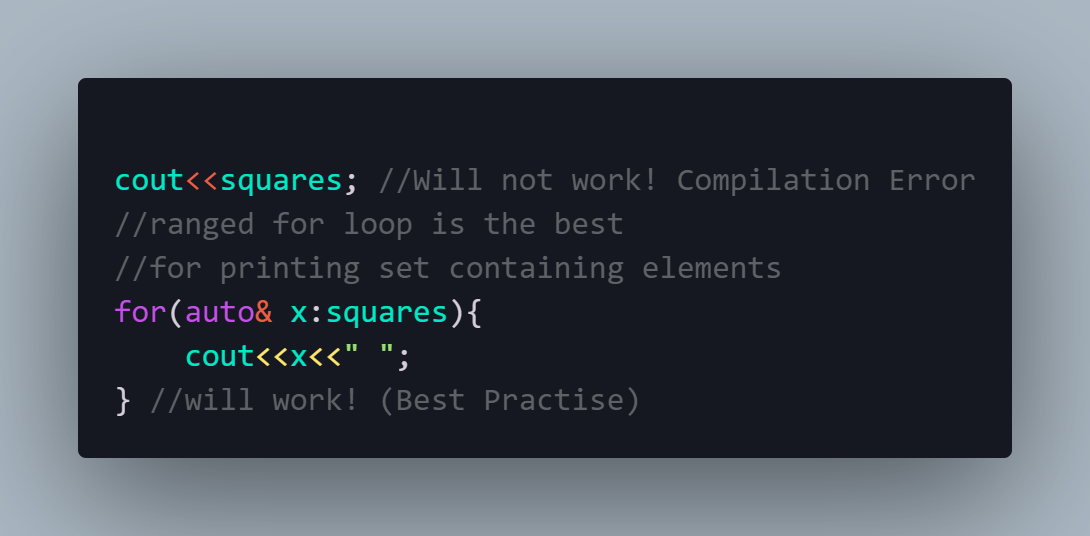 cout<<squares; //Will not work! Compilation Error
//ranged for loop is the best
//for printing set containing elements
for(auto& x:squares){
    cout<<x<<" ";
} //will work! (Best Practise)